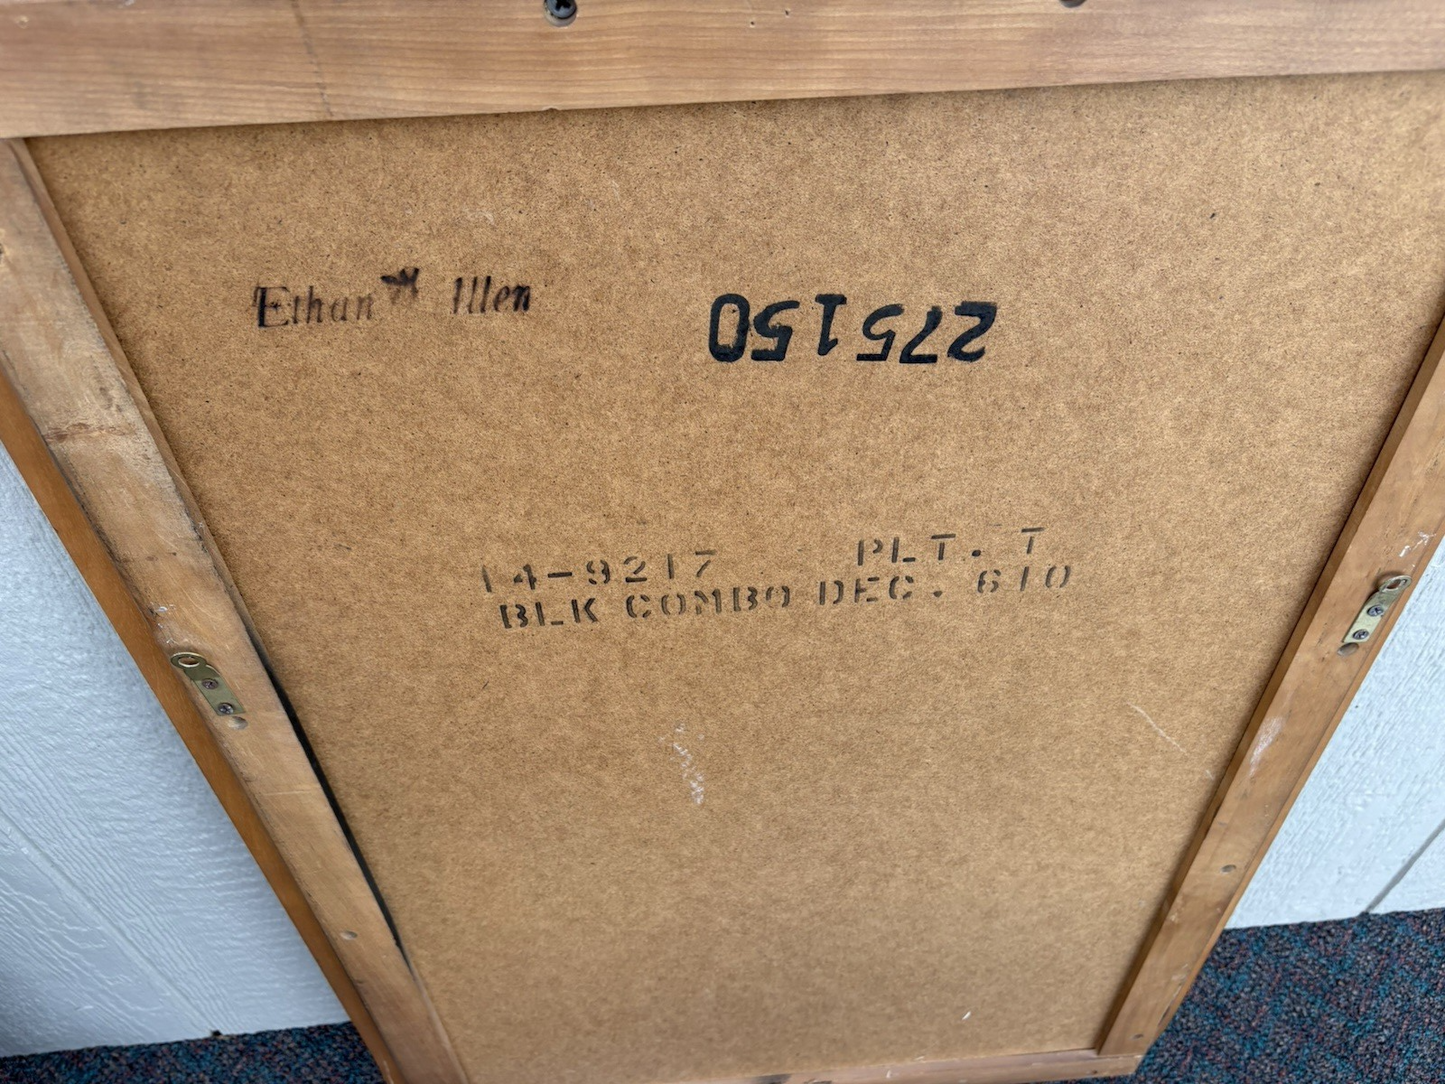 Ethan Allen
275150
14-9217 PLT. T
BLK COMBO DEC. 610